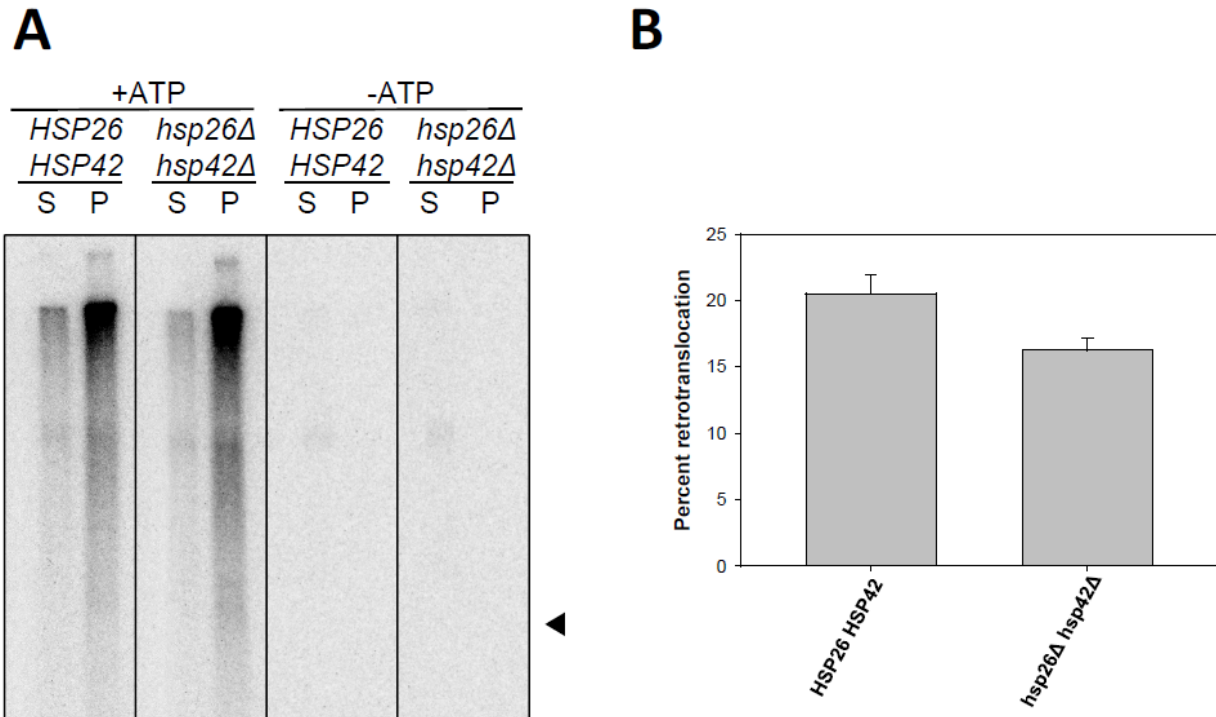 A
+ATP -ATP
HSP26 hsp26Δ HSP26 hsp26Δ
HSP42 hsp42Δ HSP42 hsp42Δ
S P S P S P S P
B
25
20
15
10
5
0
Percent retrotranslocation
HSP26 HSP42
hsp26Δ hsp42Δ